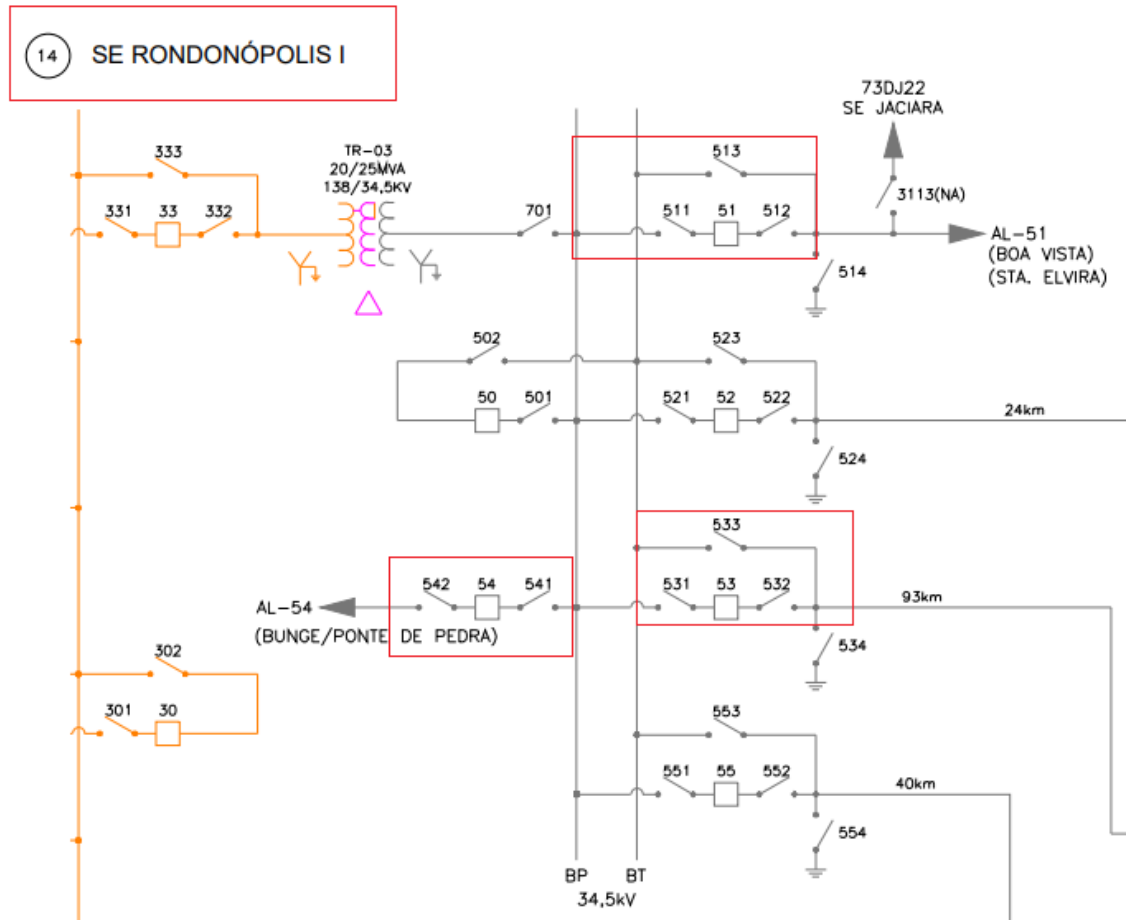 14 SE RONDONÓPOLIS I
73DJ22
SE JACIARA
333
TR-03
20/25MVA
138/34,5KV
513
3113(NA)
331 33 332
701
511 51 512
AL-51
(BOA VISTA)
(STA. ELVIRA)
514
502
523
50 501
521 52 522
24km
524
533
542 54 541
531 53 532
93km
AL-54
(BUNGE/PONTE DE PEDRA)
534
302
301 30
553
551 55 552
40km
554
BP BT
34,5kV